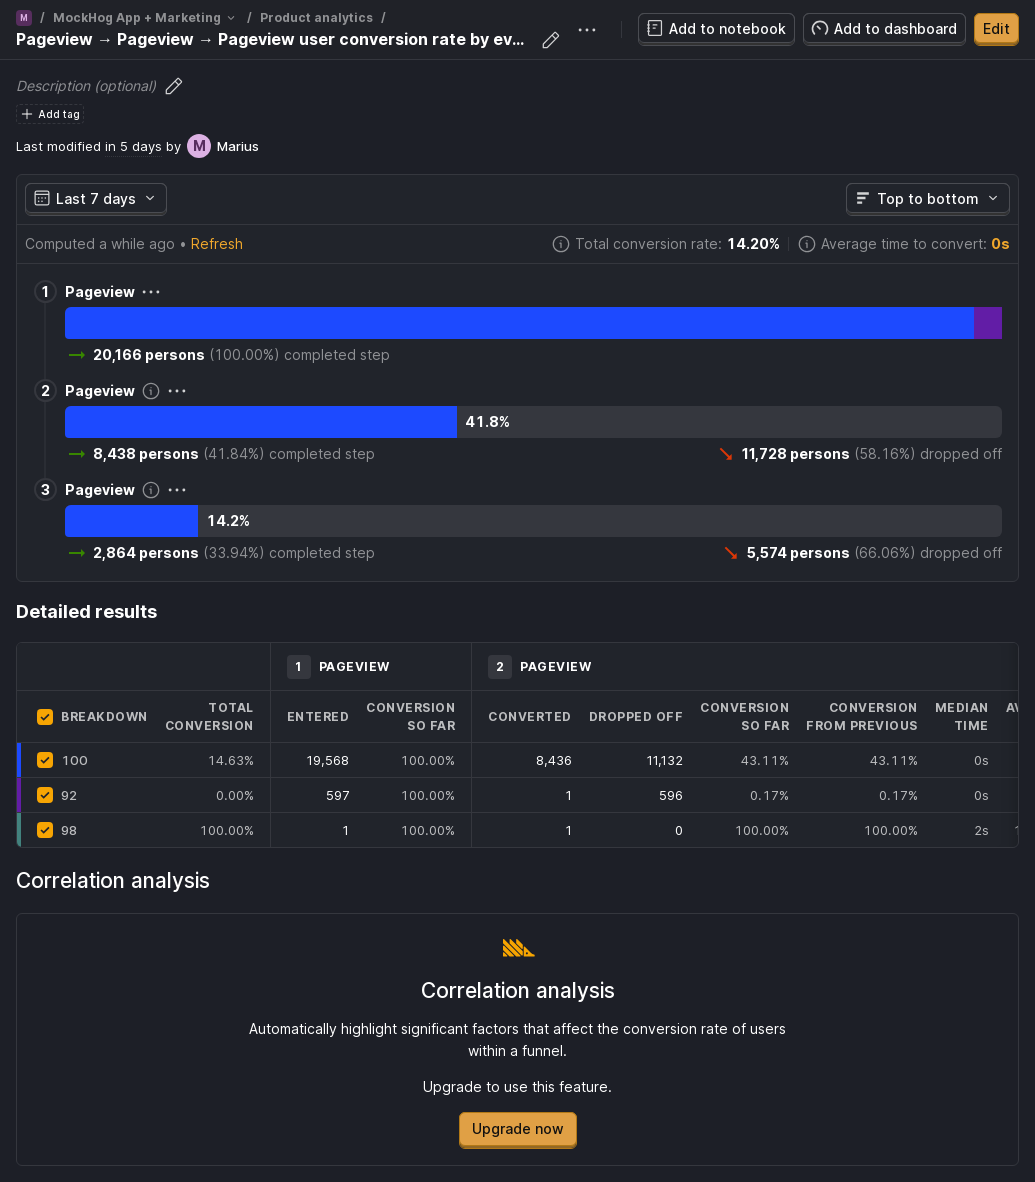 M / MockHog App + Marketing / Product analytics /
Pageview → Pageview → Pageview user conversion rate by ev...
Add to notebook
Add to dashboard
Edit
Description (optional)
Add tag
Last modified in 5 days by M Marius
Last 7 days
Top to bottom
Computed a while ago • Refresh
Total conversion rate: 14.20%
Average time to convert: 0s
1 Pageview
20,166 persons (100.00%) completed step
2 Pageview
41.8%
8,438 persons (41.84%) completed step
11,728 persons (58.16%) dropped off
3 Pageview
14.2%
2,864 persons (33.94%) completed step
5,574 persons (66.06%) dropped off
Detailed results
1 PAGEVIEW
2 PAGEVIEW
BREAKDOWN
TOTAL CONVERSION
ENTERED
CONVERSION SO FAR
CONVERTED
DROPPED OFF
CONVERSION SO FAR
CONVERSION FROM PREVIOUS
MEDIAN TIME
100 14.63% 19,568 100.00% 8,436 11,132 43.11% 43.11% 0s
92 0.00% 597 100.00% 1 596 0.17% 0.17% 0s
98 100.00% 1 100.00% 1 0 100.00% 100.00% 2s
Correlation analysis
Correlation analysis
Automatically highlight significant factors that affect the conversion rate of users
within a funnel.
Upgrade to use this feature.
Upgrade now